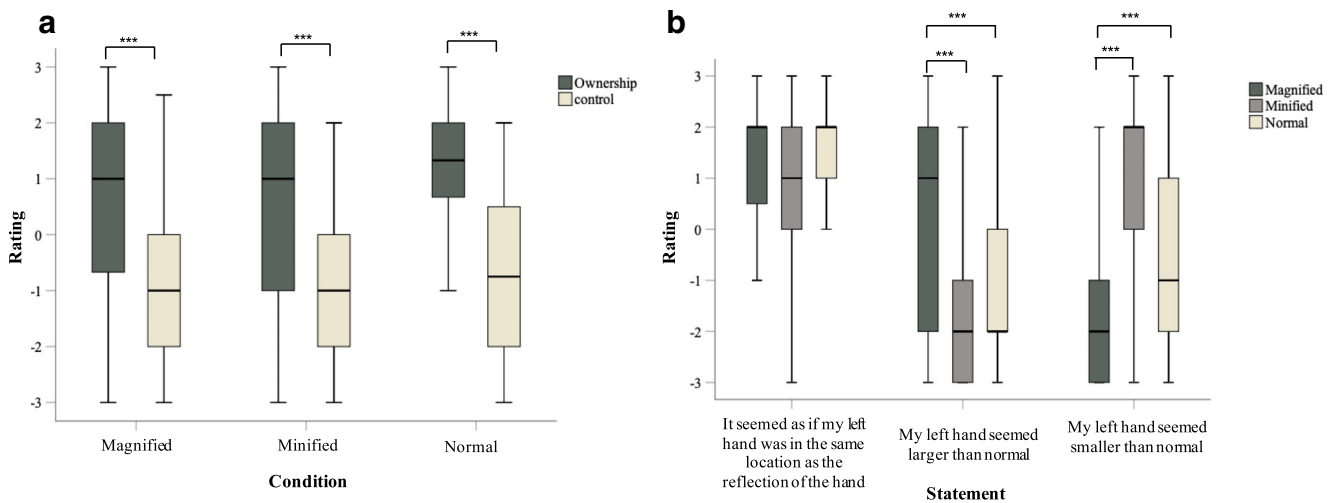 a
***
***
***
3
2
1
0
-1
-2
-3
Rating
Ownership
control
Magnified
Minified
Normal
Condition
b
***
***
***
***
3
2
1
0
-1
-2
-3
Rating
Magnified
Minified
Normal
It seemed as if my left
hand was in the same
location as the
reflection of the hand
My left hand seemed
larger than normal
My left hand seemed
smaller than normal
Statement